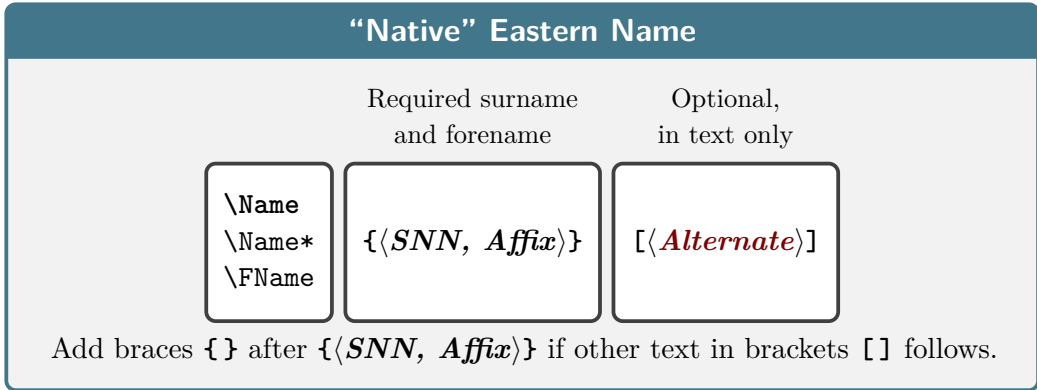 “Native” Eastern Name
Required surname and forename
Optional, in text only
\Name
\Name*
\FName
{⟨SNN, Affix⟩}
[⟨Alternate⟩]
Add braces {} after {⟨SNN, Affix⟩} if other text in brackets [] follows.